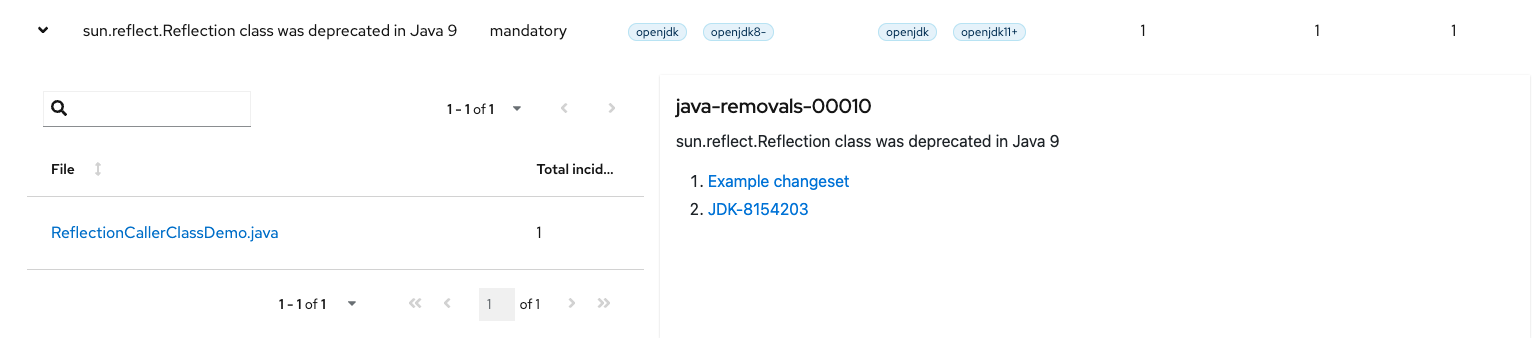 sun.reflect.Reflection class was deprecated in Java 9 mandatory openjdk openjdk8- openjdk openjdk11+ 1 1 1
1 - 1 of 1
File Total incid...
ReflectionCallerClassDemo.java 1
1 - 1 of 1 1 of 1
java-removals-00010
sun.reflect.Reflection class was deprecated in Java 9
1. Example changeset
2. JDK-8154203